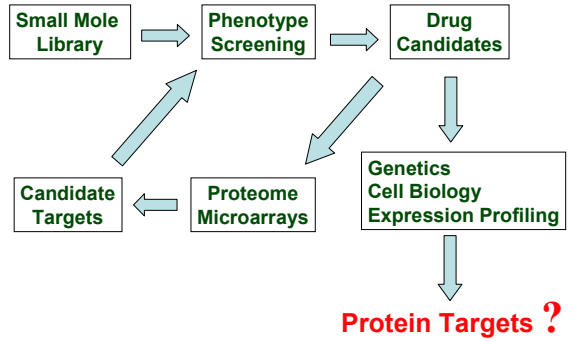 Small Mole
Library
Phenotype
Screening
Drug
Candidates
Candidate
Targets
Proteome
Microarrays
Genetics
Cell Biology
Expression Profiling
Protein Targets ?